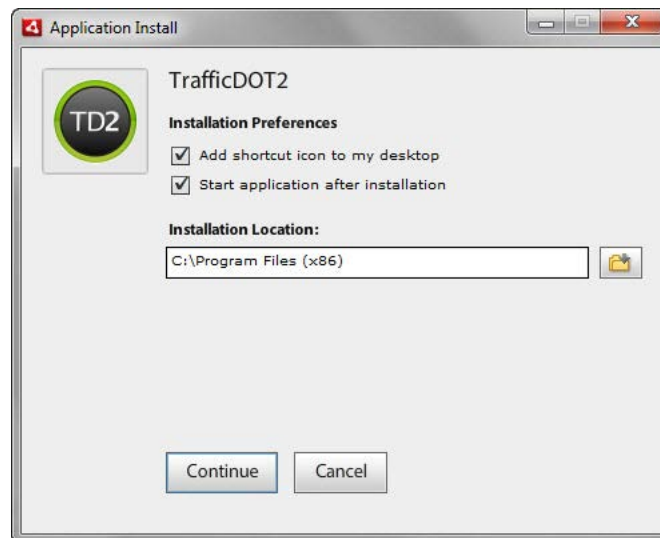 Application Install
TrafficDOT2
TD2
Installation Preferences
Add shortcut icon to my desktop
Start application after installation
Installation Location:
C:\Program Files (x86)
Continue
Cancel